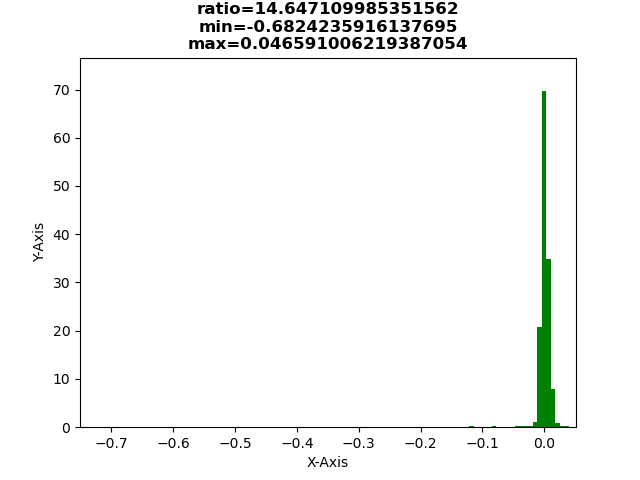 ratio=14.647109985351562
min=-0.6824235916137695
max=0.046591006219387054
70
60
50
40
30
20
10
0
Y-Axis
−0.7 −0.6 −0.5 −0.4 −0.3 −0.2 −0.1 0.0
X-Axis